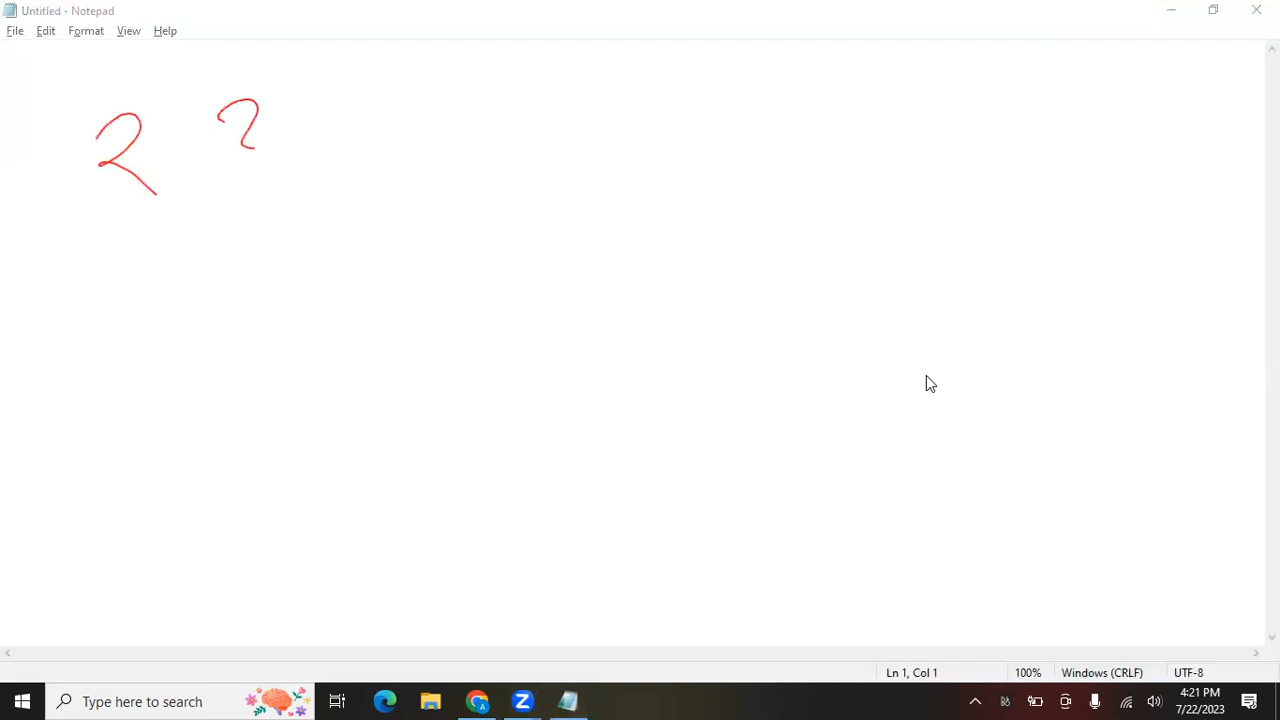 Untitled - Notepad
File Edit Format View Help
2 2
Ln 1, Col 1 100% Windows (CRLF) UTF-8
Type here to search
4:21 PM
7/22/2023